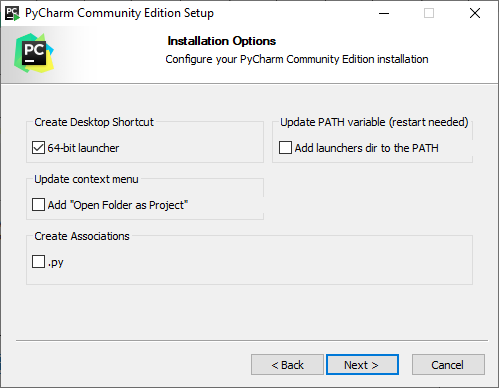 PC PyCharm Community Edition Setup
PC
Installation Options
Configure your PyCharm Community Edition installation
Create Desktop Shortcut
64-bit launcher
Update PATH variable (restart needed)
Add launchers dir to the PATH
Update context menu
Add "Open Folder as Project"
Create Associations
.py
< Back
Next >
Cancel